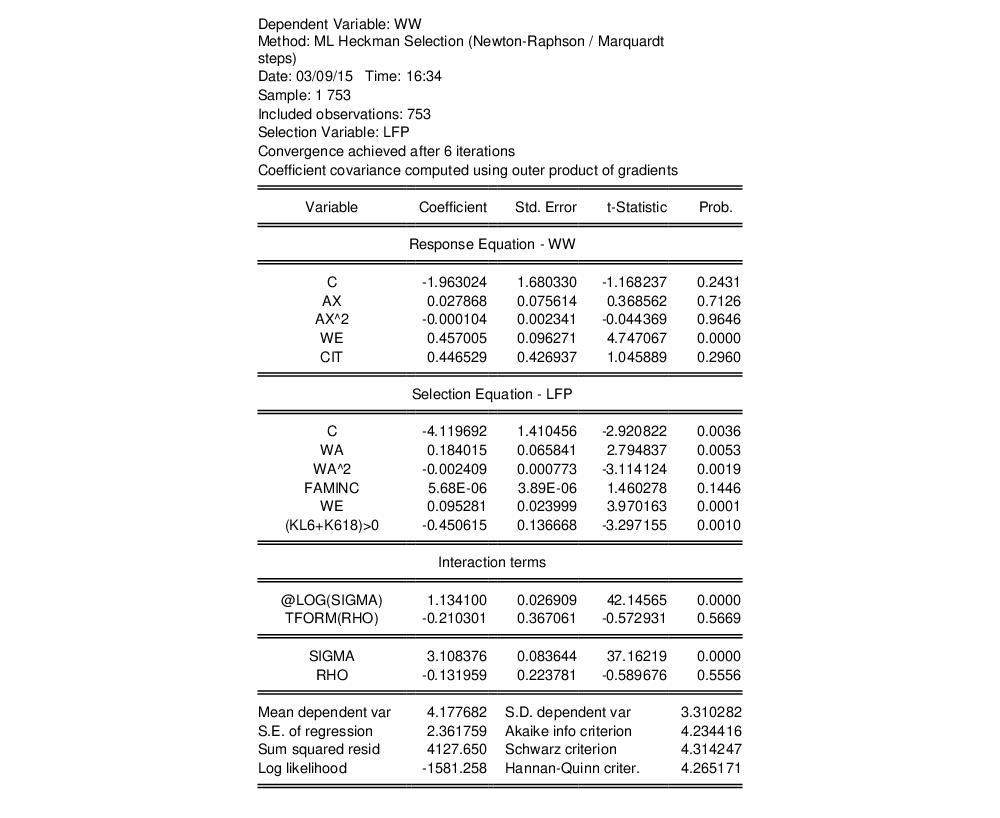 Dependent Variable: WW
Method: ML Heckman Selection (Newton-Raphson / Marquardt
steps)
Date: 03/09/15 Time: 16:34
Sample: 1 753
Included observations: 753
Selection Variable: LFP
Convergence achieved after 6 iterations
Coefficient covariance computed using outer product of gradients
Variable Coefficient Std. Error t-Statistic Prob.
Response Equation - WW
C -1.963024 1.680330 -1.168237 0.2431
AX 0.027868 0.075614 0.368562 0.7126
AX^2 -0.000104 0.002341 -0.044369 0.9646
WE 0.457005 0.096271 4.747067 0.0000
CIT 0.446529 0.426937 1.045889 0.2960
Selection Equation - LFP
C -4.119692 1.410456 -2.920822 0.0036
WA 0.184015 0.065841 2.794837 0.0053
WA^2 -0.002409 0.000773 -3.114124 0.0019
FAMINC 5.68E-06 3.89E-06 1.460278 0.1446
WE 0.095281 0.023999 3.970163 0.0001
(KL6+K618)>0 -0.450615 0.136668 -3.297155 0.0010
Interaction terms
@LOG(SIGMA) 1.134100 0.026909 42.14565 0.0000
TFORM(RHO) -0.210301 0.367061 -0.572931 0.5669
SIGMA 3.108376 0.083644 37.16219 0.0000
RHO -0.131959 0.223781 -0.589676 0.5556
Mean dependent var 4.177682 S.D. dependent var 3.310282
S.E. of regression 2.361759 Akaike info criterion 4.234416
Sum squared resid 4127.650 Schwarz criterion 4.314247
Log likelihood -1581.258 Hannan-Quinn criter. 4.265171